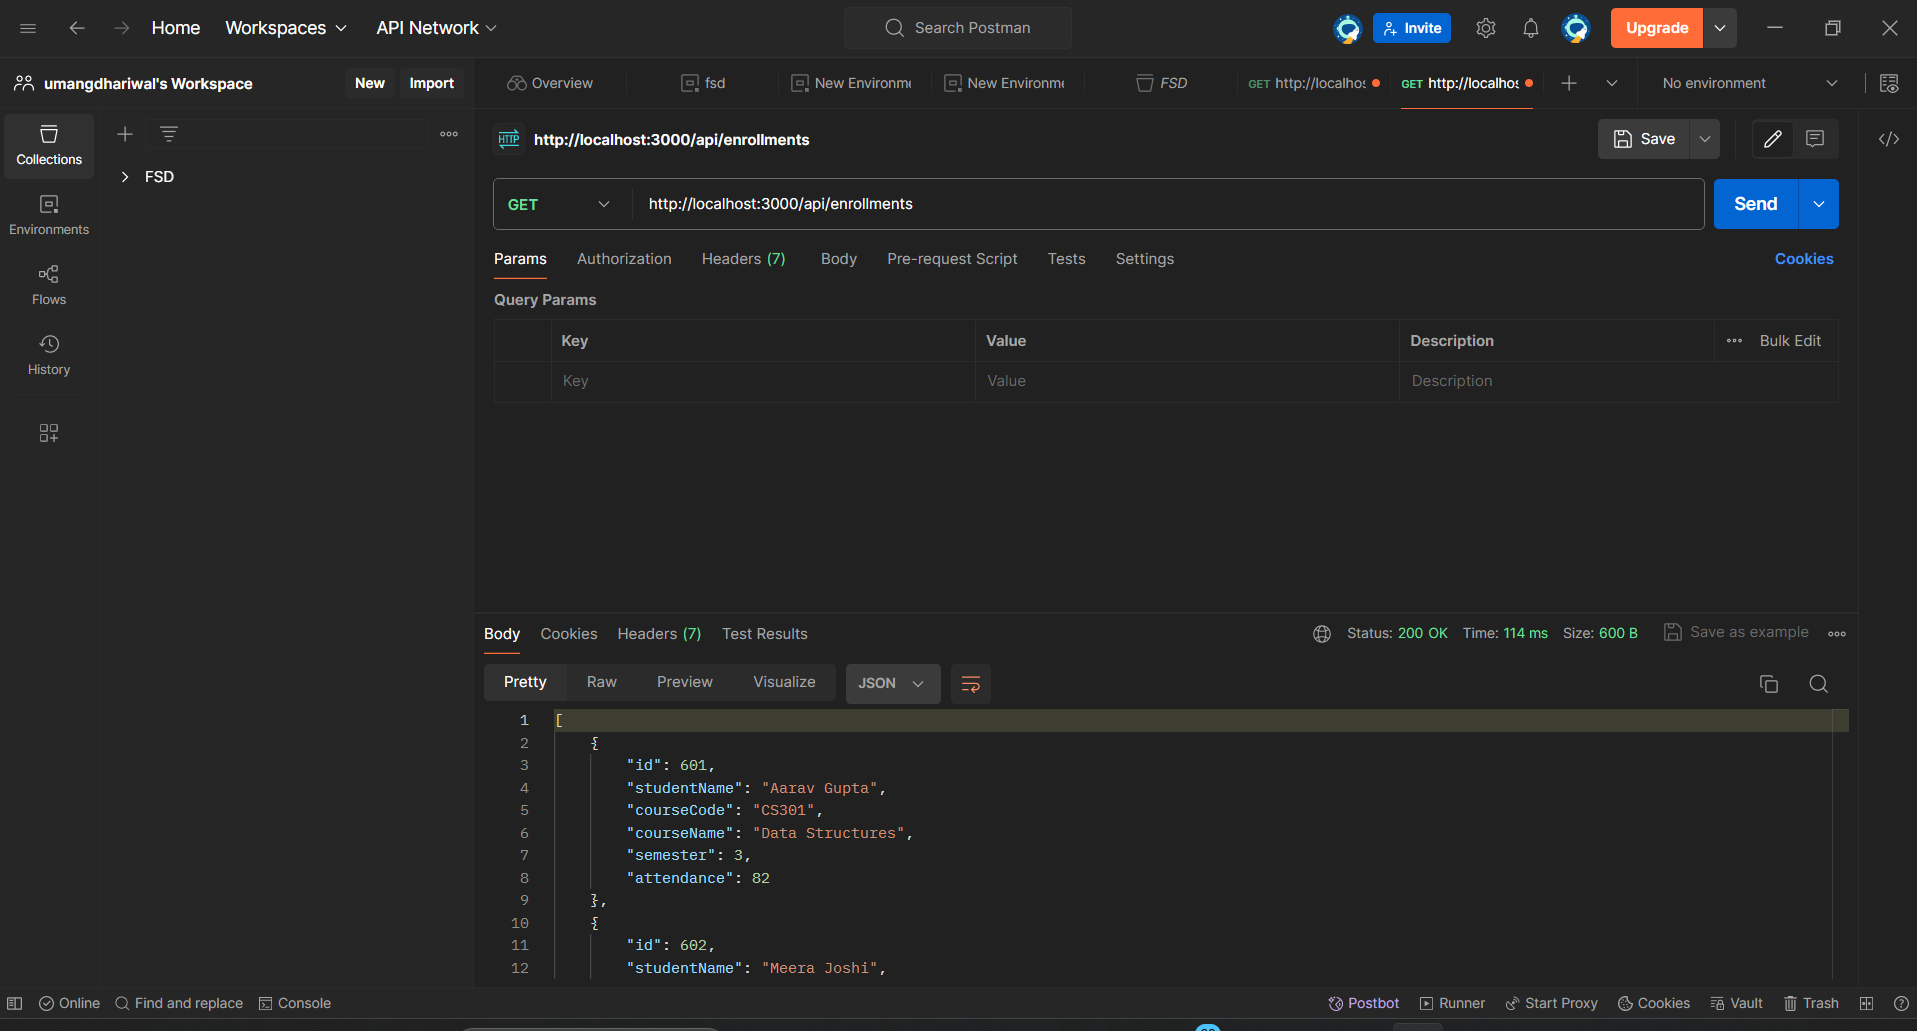 Home Workspaces API Network Search Postman Invite Upgrade
umangdhariwal's Workspace New Import Overview fsd New Environme New Environme FSD GET http://localhos GET http://localhos No environment
Collections
FSD
Environments
Flows
History
HTTP http://localhost:3000/api/enrollments Save
GET http://localhost:3000/api/enrollments Send
Params Authorization Headers (7) Body Pre-request Script Tests Settings Cookies
Query Params
Key Value Description Bulk Edit
Key Value Description
Body Cookies Headers (7) Test Results Status: 200 OK Time: 114 ms Size: 600 B Save as example
Pretty Raw Preview Visualize JSON
1 [
2 {
3 "id": 601,
4 "studentName": "Aarav Gupta",
5 "courseCode": "CS301",
6 "courseName": "Data Structures",
7 "semester": 3,
8 "attendance": 82
9 },
10 {
11 "id": 602,
12 "studentName": "Meera Joshi",
Online Find and replace Console Postbot Runner Start Proxy Cookies Vault Trash